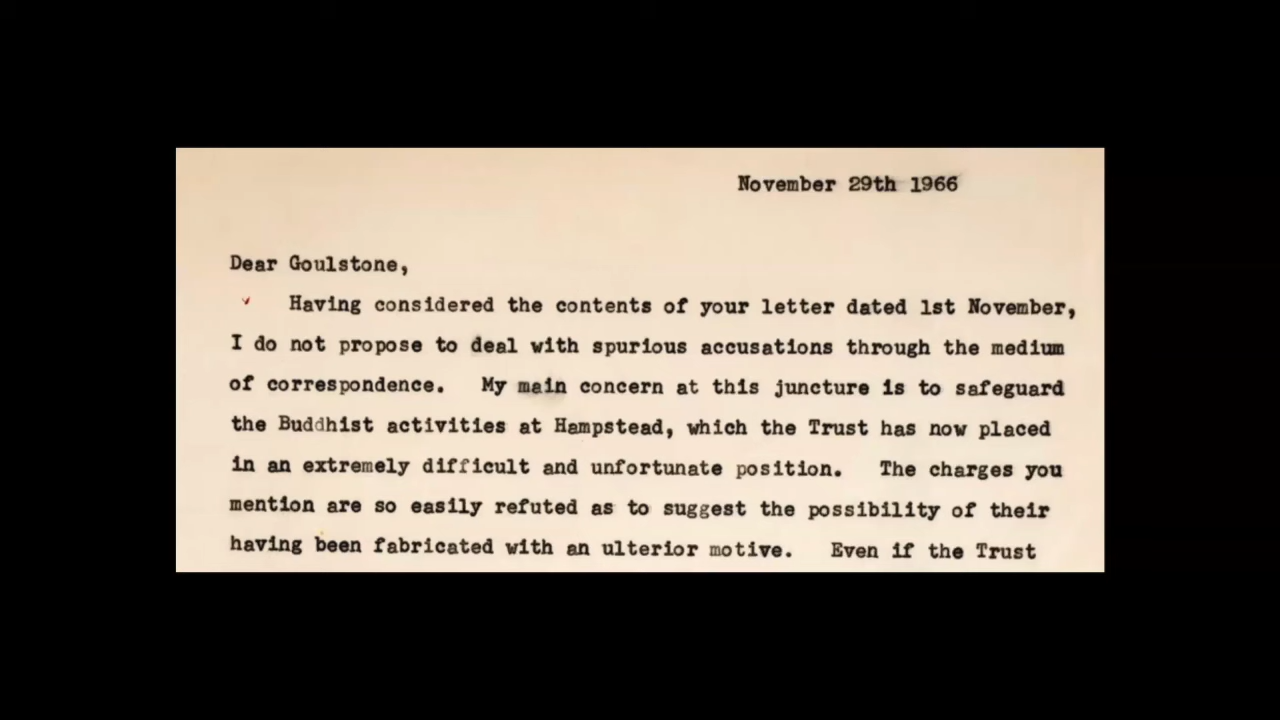 November 29th 1966
Dear Goulstone,
Having considered the contents of your letter dated 1st November,
I do not propose to deal with spurious accusations through the medium
of correspondence. My main concern at this juncture is to safeguard
the Buddhist activities at Hampstead, which the Trust has now placed
in an extremely difficult and unfortunate position. The charges you
mention are so easily refuted as to suggest the possibility of their
having been fabricated with an ulterior motive. Even if the Trust